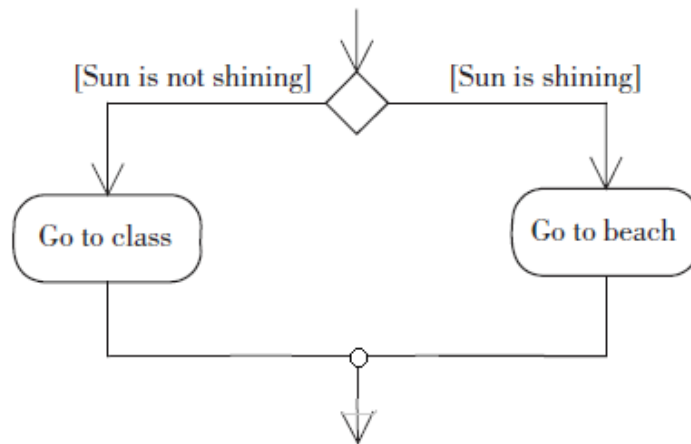 [Sun is not shining]
[Sun is shining]
Go to class
Go to beach